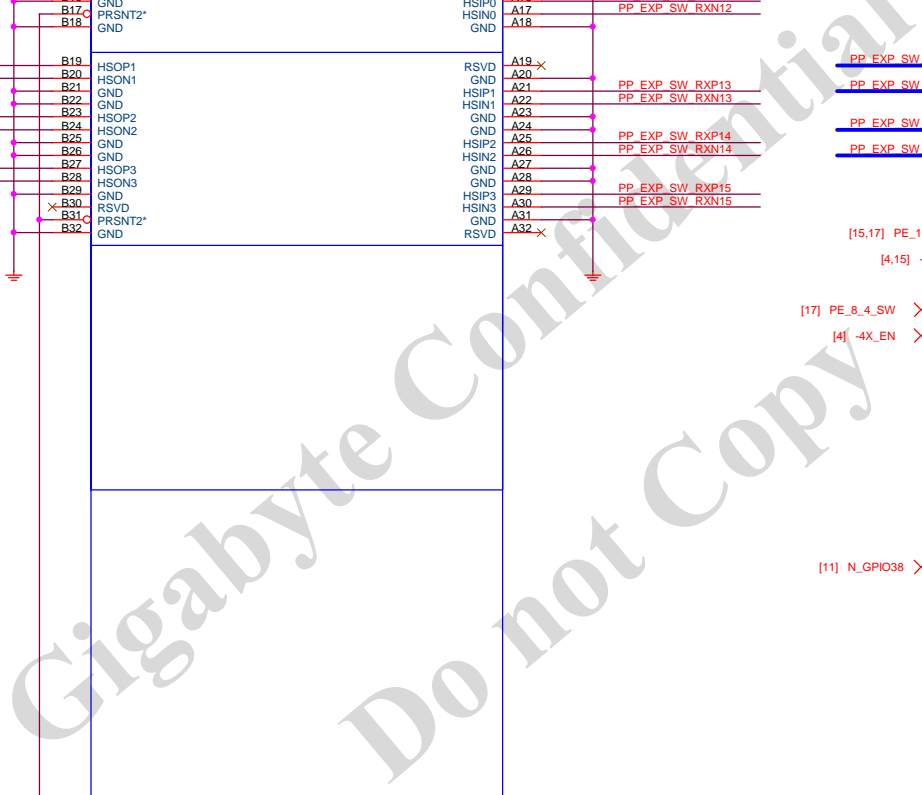 GND HSIP0
B17 PRSNT2* HSIN0 A17 PP_EXP_SW_RXN12
B18 GND GND A18
B19 HSOP1 RSVD A19
B20 HSON1 GND A20
B21 GND HSIP1 A21 PP_EXP_SW_RXP13
B22 GND HSIN1 A22 PP_EXP_SW_RXN13
B23 HSOP2 GND A23
B24 HSON2 GND A24
B25 GND HSIP2 A25 PP_EXP_SW_RXP14
B26 GND HSIN2 A26 PP_EXP_SW_RXN14
B27 HSOP3 GND A27
B28 HSON3 GND A28
B29 GND HSIP3 A29 PP_EXP_SW_RXP15
B30 RSVD HSIN3 A30 PP_EXP_SW_RXN15
B31 PRSNT2* GND A31
B32 GND RSVD A32
PP_EXP_SW
PP_EXP_SW
PP_EXP_SW
PP_EXP_SW
[15,17] PE_1
[4,15] -
[17] PE_8_4_SW
[4] -4X_EN
[11] N_GPIO38
Gigabyte Confidential
Do not Copy